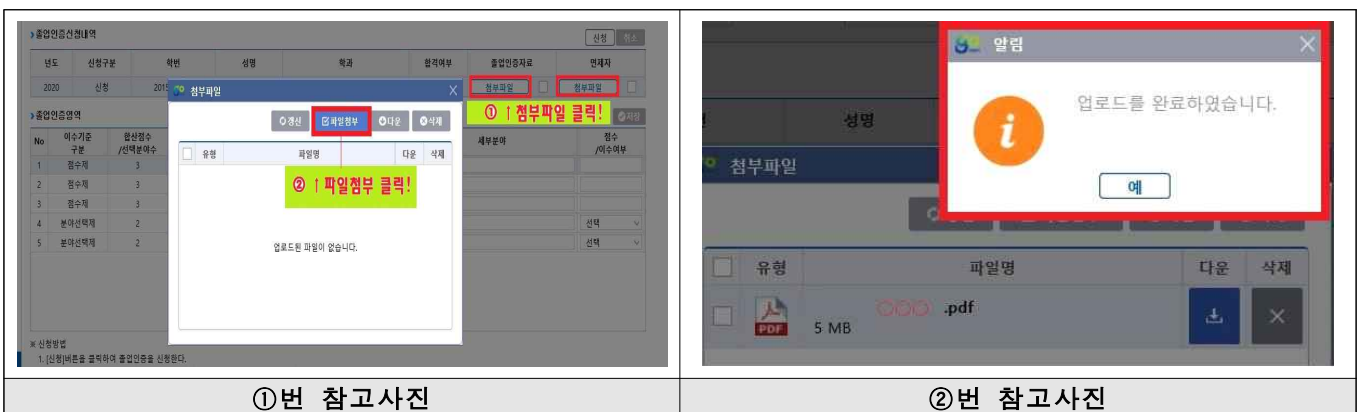 졸업인증신청내역
신청 취소
년도 신청구분 학번 성명 학과 합격여부 졸업인증자료 면제자
2020 신청 2015 첨부파일 첨부파일
① ↑ 첨부파일 클릭!
졸업인증영역
저장
No 이수기준 구분 합산점수 /선택분야수 세부분야 점수 /이수여부
1 점수제 3
2 점수제 3
3 점수제 3
4 분야선택제 2 선택
5 분야선택제 2 선택
첨부파일
갱신 파일첨부 다운 삭제
유형 파일명 다운 삭제
② ↑ 파일첨부 클릭!
업로드된 파일이 없습니다.
※ 신청방법
1. [신청]버튼을 클릭하여 졸업인증을 신청한다.
①번 참고사진
알림
업로드를 완료하였습니다.
예
성명
첨부파일
유형 파일명 다운 삭제
PDF ○○○ .pdf
5 MB
②번 참고사진